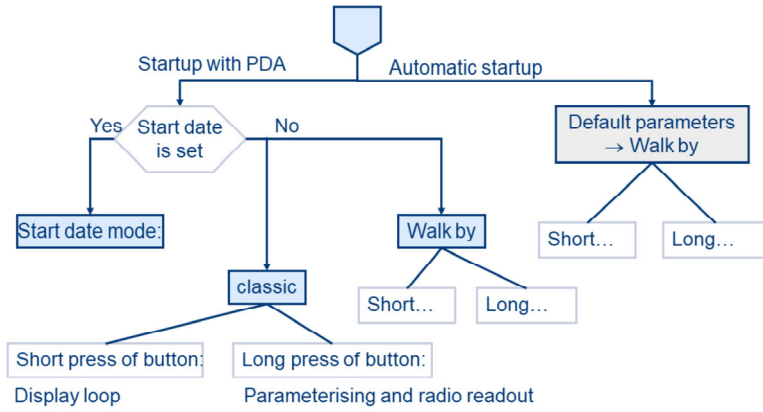 Startup with PDA
Automatic startup
Yes
Start date
is set
No
Default parameters
→ Walk by
Start date mode:
Walk by
Short...
Long...
classic
Short...
Long...
Short press of button:
Long press of button:
Display loop
Parameterising and radio readout